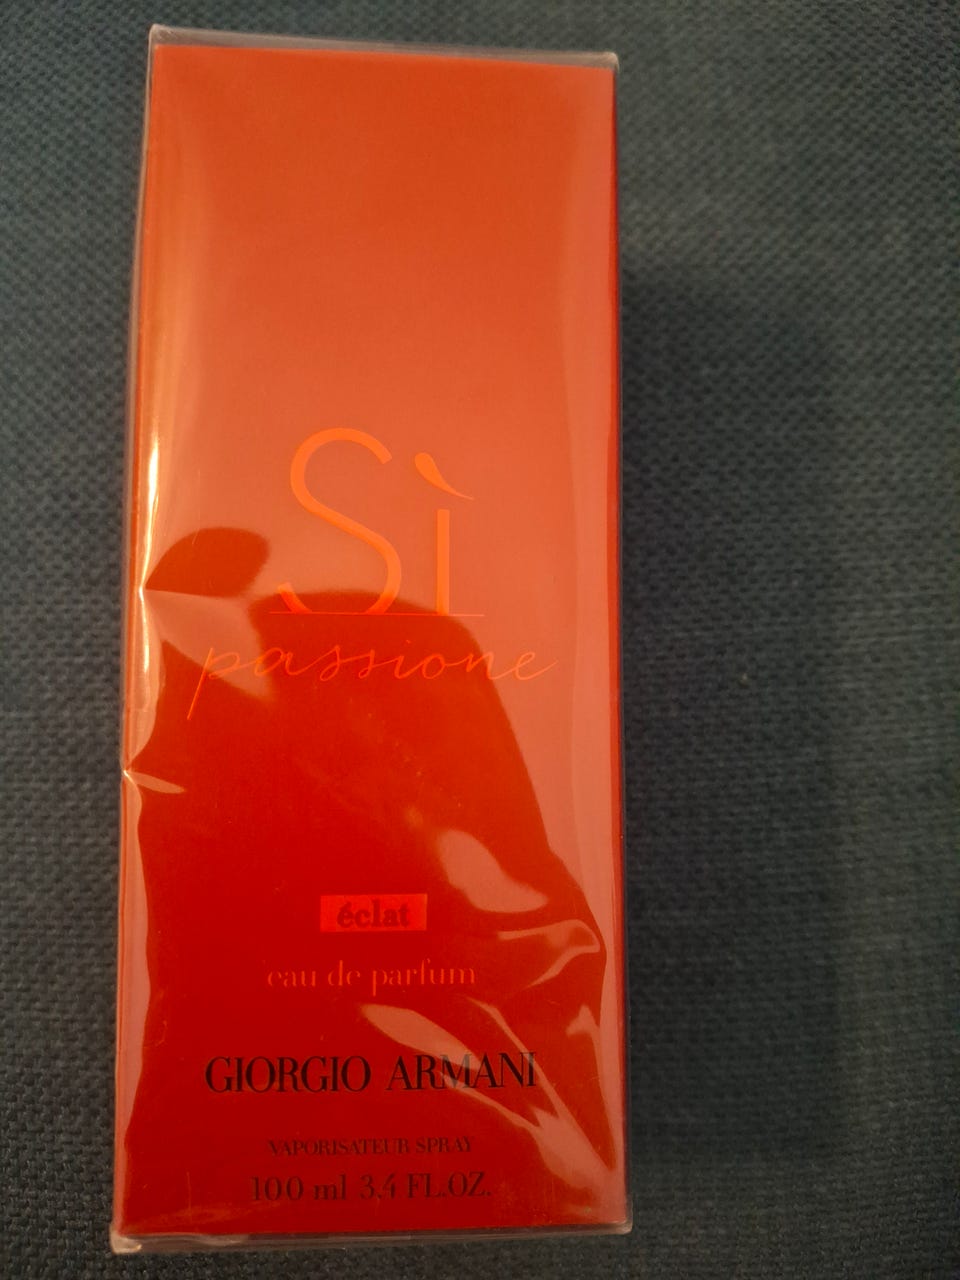 Sì
passione
éclat
eau de parfum
GIORGIO ARMANI
VAPORISATEUR SPRAY
100 ml 3,4 FL.OZ.